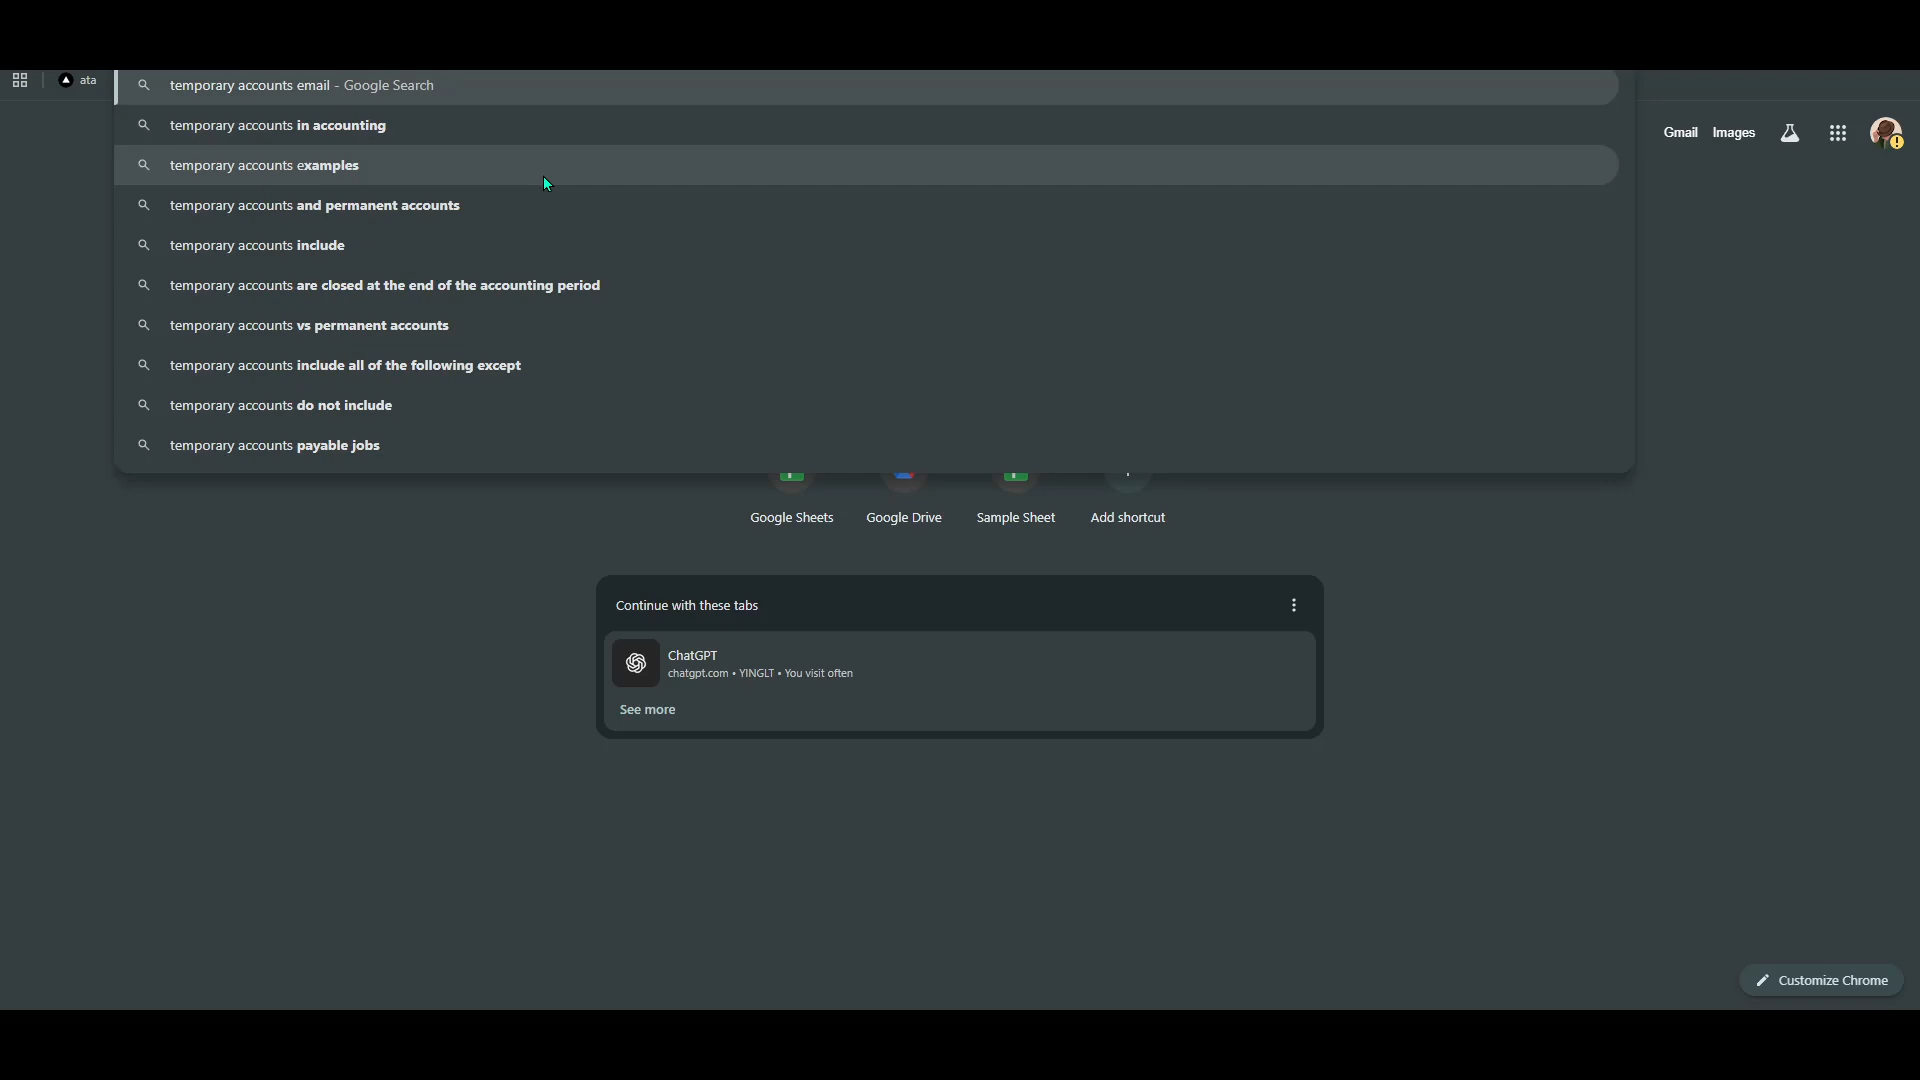 ata
temporary accounts email - Google Search
temporary accounts in accounting
temporary accounts examples
temporary accounts and permanent accounts
temporary accounts include
temporary accounts are closed at the end of the accounting period
temporary accounts vs permanent accounts
temporary accounts include all of the following except
temporary accounts do not include
temporary accounts payable jobs
Gmail Images
Google Sheets Google Drive Sample Sheet Add shortcut
Continue with these tabs
ChatGPT
chatgpt.com • YINGLT • You visit often
See more
Customize Chrome